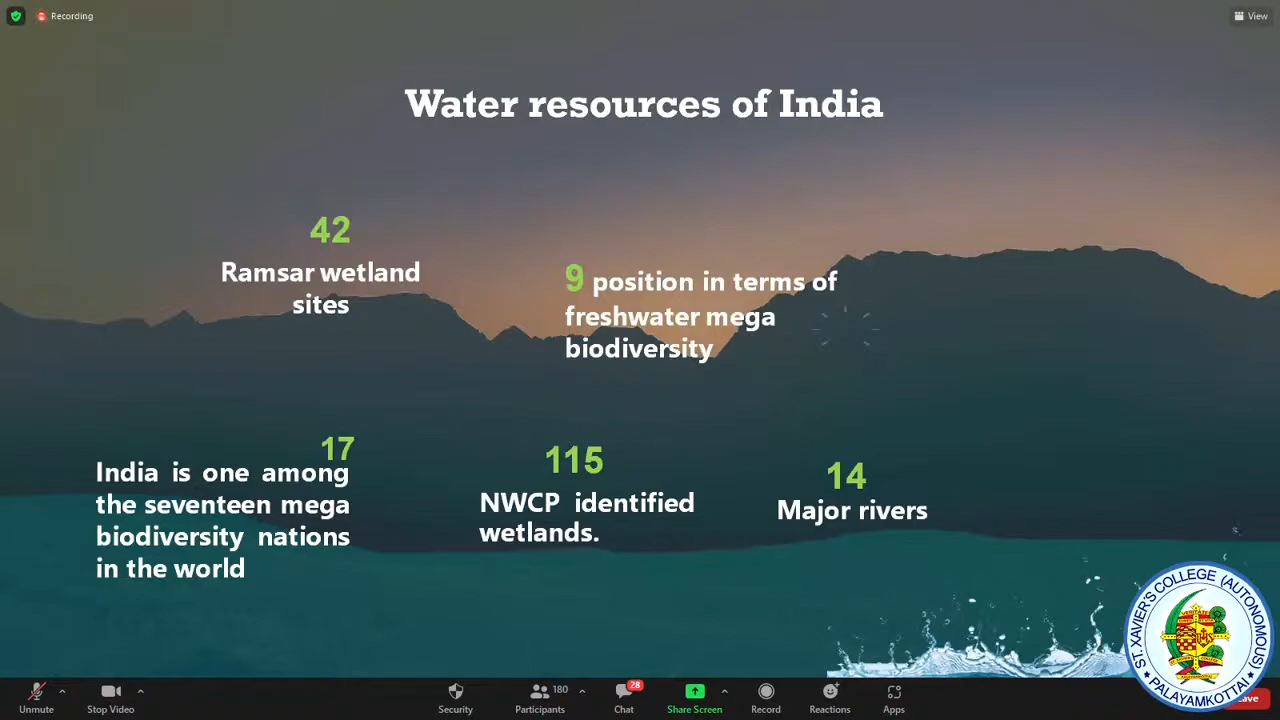 Recording
View
Water resources of India
42
Ramsar wetland
sites
9 position in terms of
freshwater mega
biodiversity
17
India is one among
the seventeen mega
biodiversity nations
in the world
115
NWCP identified
wetlands.
14
Major rivers
ST. XAVIER'S COLLEGE (AUTONOMOUS)
PALAYAMKOTTAI
Unmute
Stop Video
Security
180
Participants
28
Chat
Share Screen
Record
Reactions
Apps